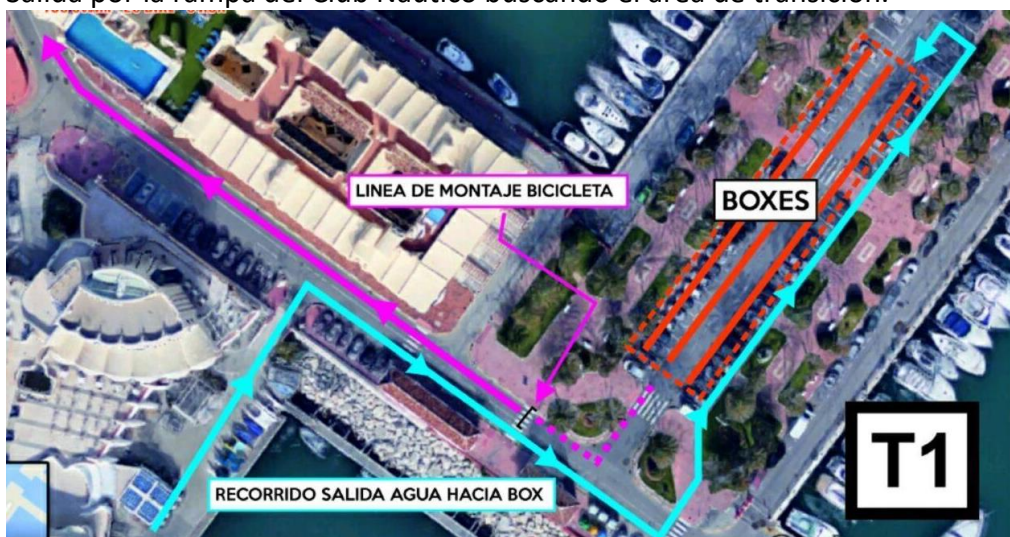 Salida por la rampa del Club Náutico buscando el área de transición.
LINEA DE MONTAJE BICICLETA
BOXES
T1
RECORRIDO SALIDA AGUA HACIA BOX